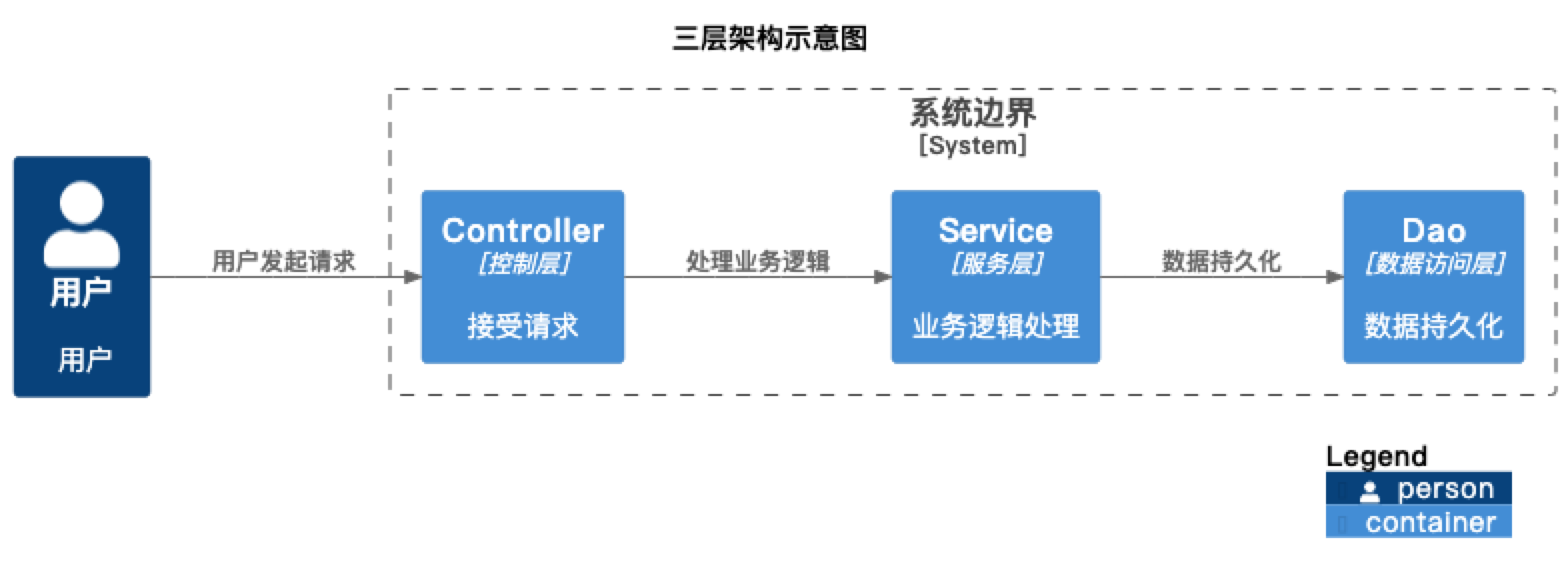 三层架构示意图
系统边界
[System]
用户
用户
用户发起请求
Controller
[控制层]
接受请求
处理业务逻辑
Service
[服务层]
业务逻辑处理
数据持久化
Dao
[数据访问层]
数据持久化
Legend
person
container